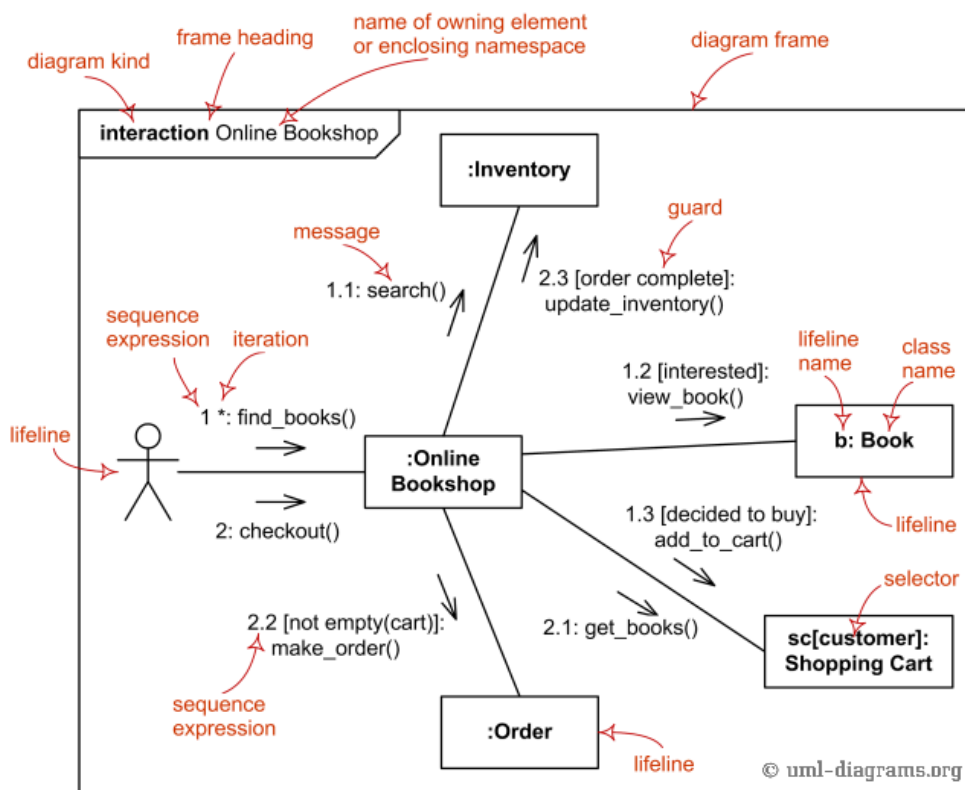 name of owning element
or enclosing namespace
frame heading
diagram kind
diagram frame
interaction Online Bookshop
:Inventory
message
guard
1.1: search()
2.3 [order complete]:
update_inventory()
sequence
expression
iteration
lifeline
name
class
name
1.2 [interested]:
view_book()
1 *: find_books()
lifeline
b: Book
:Online
Bookshop
2: checkout()
lifeline
1.3 [decided to buy]:
add_to_cart()
selector
2.2 [not empty(cart)]:
make_order()
2.1: get_books()
sc[customer]:
Shopping Cart
sequence
expression
:Order
lifeline
© uml-diagrams.org